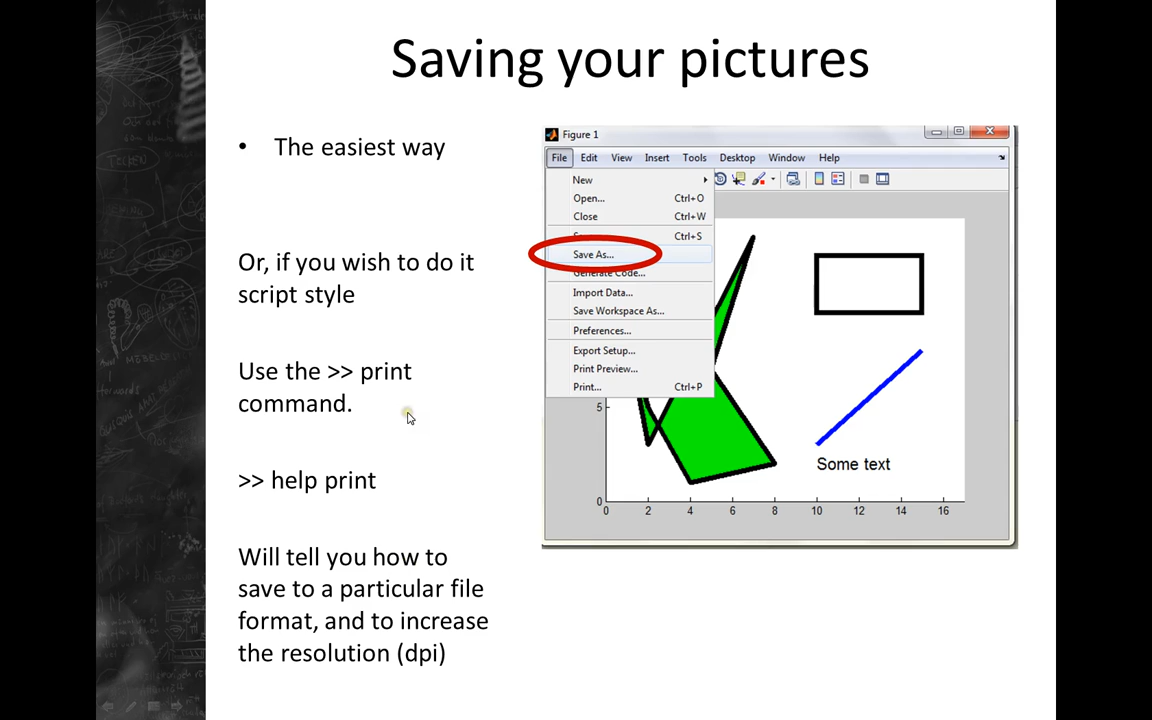 Saving your pictures
• The easiest way
Or, if you wish to do it
script style
Use the >> print
command.
>> help print
Will tell you how to
save to a particular file
format, and to increase
the resolution (dpi)
Figure 1
File Edit View Insert Tools Desktop Window Help
New
Open... Ctrl+O
Close Ctrl+W
Ctrl+S
Save As...
Generate Code...
Import Data...
Save Workspace As...
Preferences...
Export Setup...
Print Preview...
Print... Ctrl+P
5
Some text
0
0 2 4 6 8 10 12 14 16